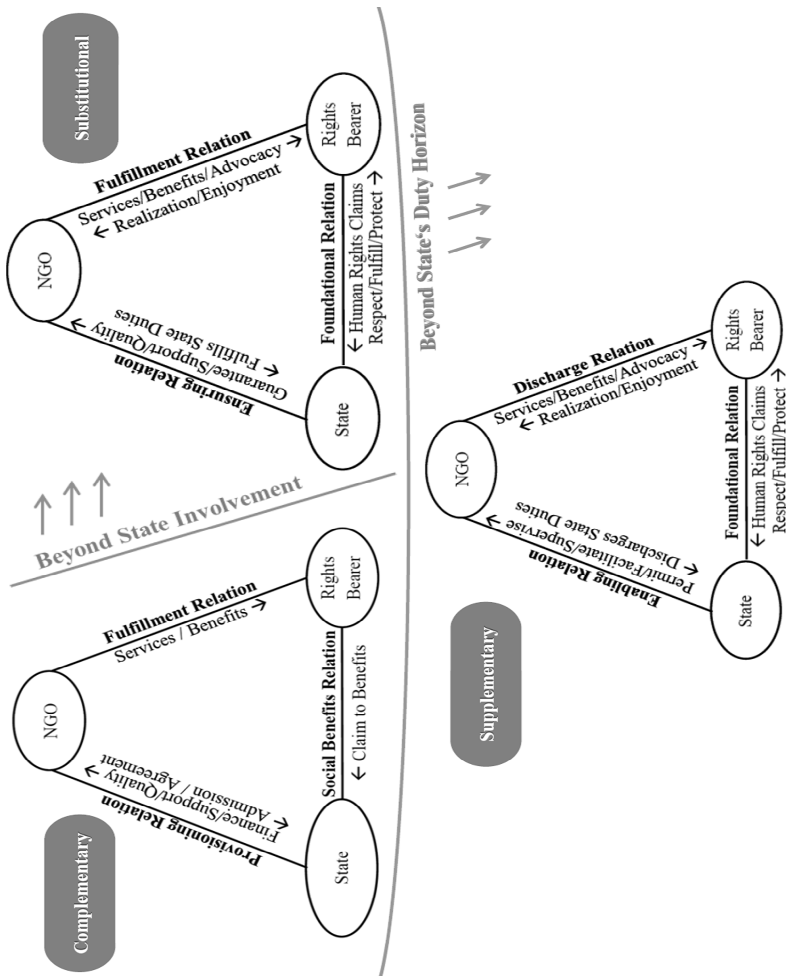 Complementary
NGO
Provisioning Relation
Finance/Support/Quality →
← Admission / Agreement
Fulfillment Relation
Services / Benefits →
State
Social Benefits Relation
← Claim to Benefits
Rights
Bearer
Beyond State Involvement
Substitutional
NGO
Ensuring Relation
Guarantee/Support/Quality →
← Fulfills State Duties
Fulfillment Relation
Services/Benefits/Advocacy →
← Realization/Enjoyment
State
Foundational Relation
← Human Rights Claims
Respect/Fulfill/Protect →
Rights
Bearer
Beyond State‘s Duty Horizon
Supplementary
NGO
Enabling Relation
Permit/Facilitate/Supervise →
← Discharges State Duties
Discharge Relation
Services/Benefits/Advocacy →
← Realization/Enjoyment
State
Foundational Relation
← Human Rights Claims
Respect/Fulfill/Protect →
Rights
Bearer